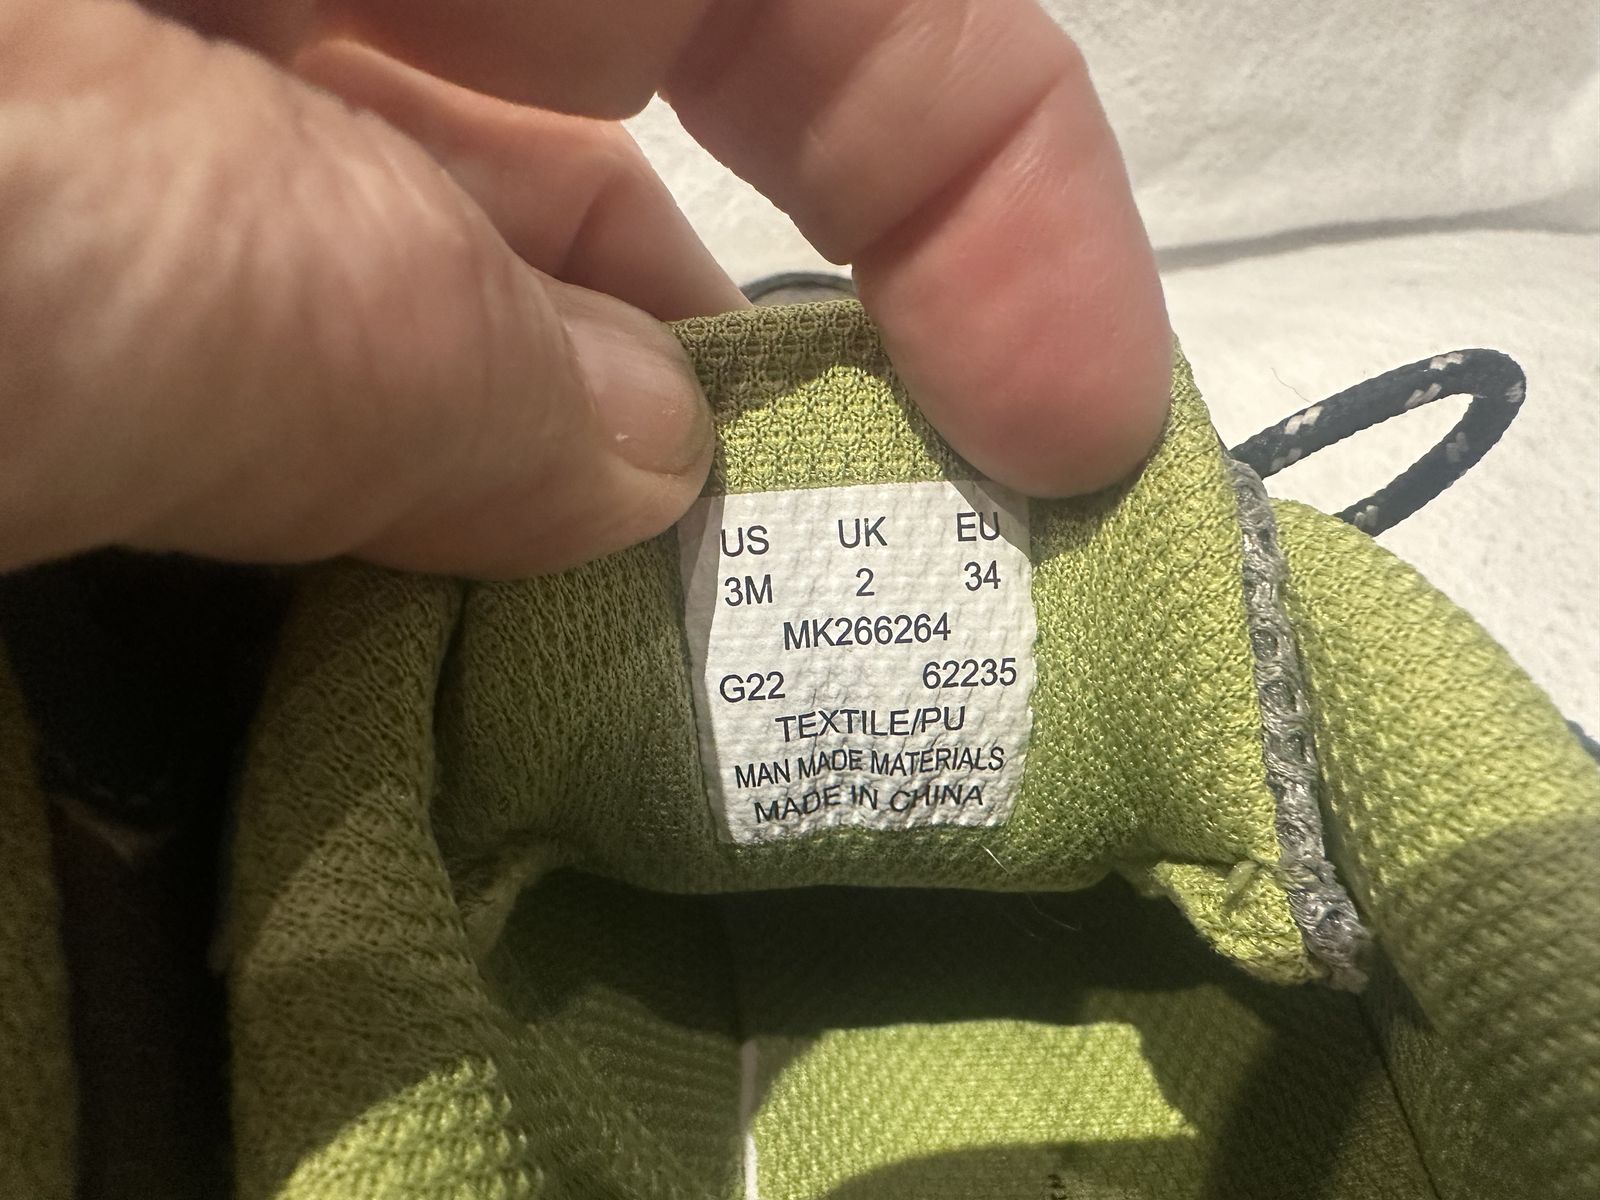 US UK EU
3M 2 34
MK266264
G22 62235
TEXTILE/PU
MAN MADE MATERIALS
MADE IN CHINA